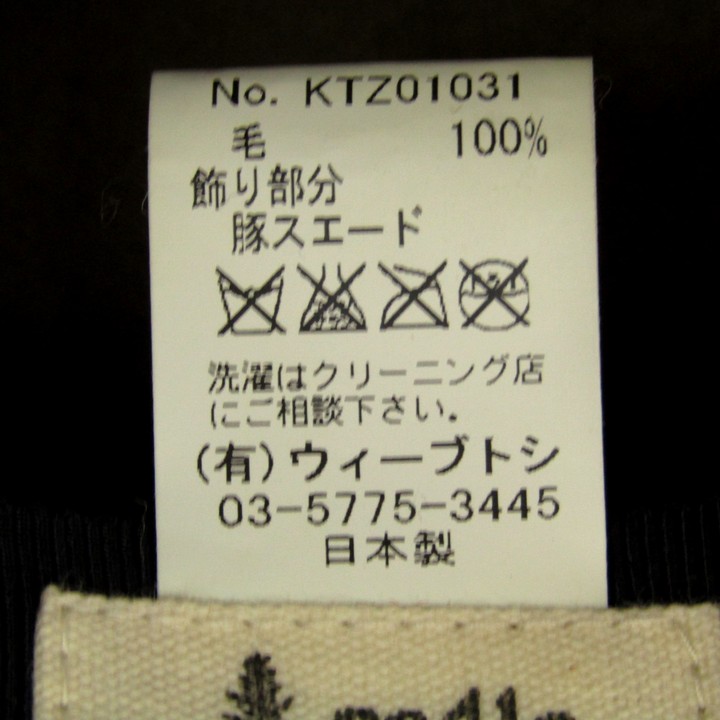 No. KTZ01031
毛 100%
飾り部分
豚スエード
洗濯はクリーニング店
にご相談下さい。
(有)ウィーブトシ
03-5775-3445
日本製